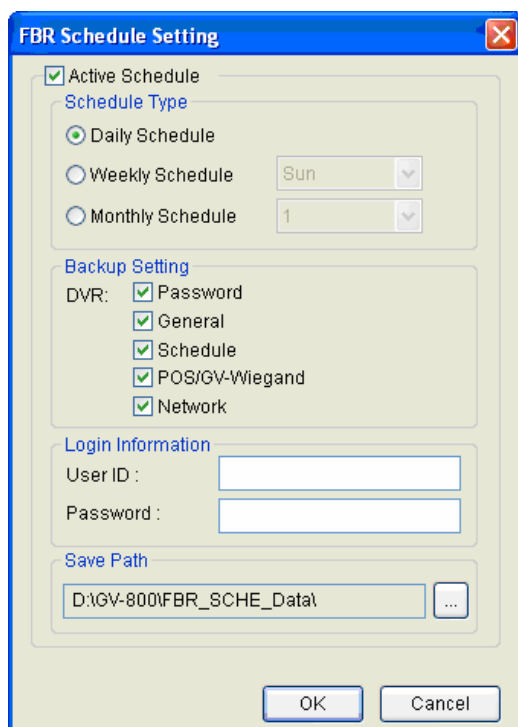 FBR Schedule Setting
Active Schedule
Schedule Type
Daily Schedule
Weekly Schedule Sun
Monthly Schedule 1
Backup Setting
DVR: Password
General
Schedule
POS/GV-Wiegand
Network
Login Information
User ID :
Password :
Save Path
D:\GV-800\FBR_SCHE_Data\ ...
OK Cancel